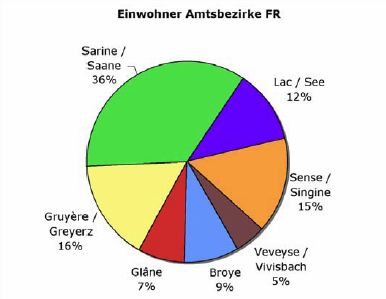 Einwohner Amtsbezirke FR
Sarine /
Saane
36%
Lac / See
12%
Sense /
Singine
15%
Veveyse /
Vivisbach
5%
Broye
9%
Glâne
7%
Gruyère /
Greyerz
16%